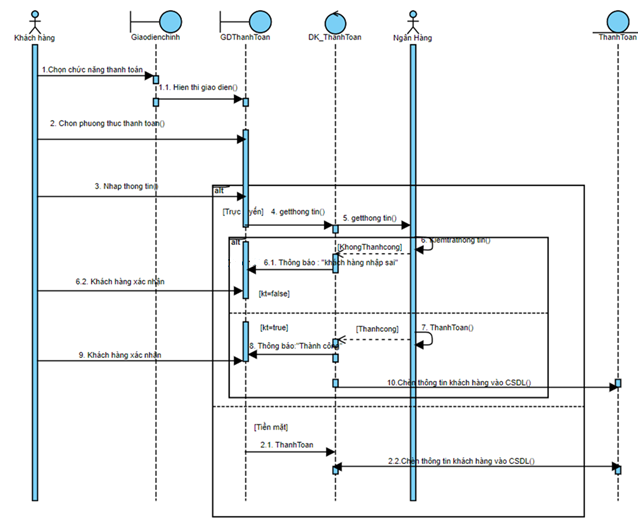 Khách hàng
Giaodienchinh
GDThanhToan
DK_ThanhToan
Ngân Hàng
ThanhToan
1.Chọn chức năng thanh toán
1.1. Hien thi giao dien()
2. Chon phuong thuc thanh toan()
alt
3. Nhap thong tin()
[Trực tuyến]
4. getthong tin()
5. getthong tin()
alt
6. Kiemtrathong tin()
[KhongThanhcong]
6.1. Thông báo : "khách hàng nhập sai"
6.2. Khách hàng xác nhận
[kt=false]
[kt=true]
[Thanhcong]
7. ThanhToan()
8. Thông báo:"Thành công"
9. Khách hàng xác nhận
10.Chèn thông tin khách hàng vào CSDL()
[Tiền mặt]
2.1. ThanhToan
2.2.Chèn thông tin khách hàng vào CSDL()